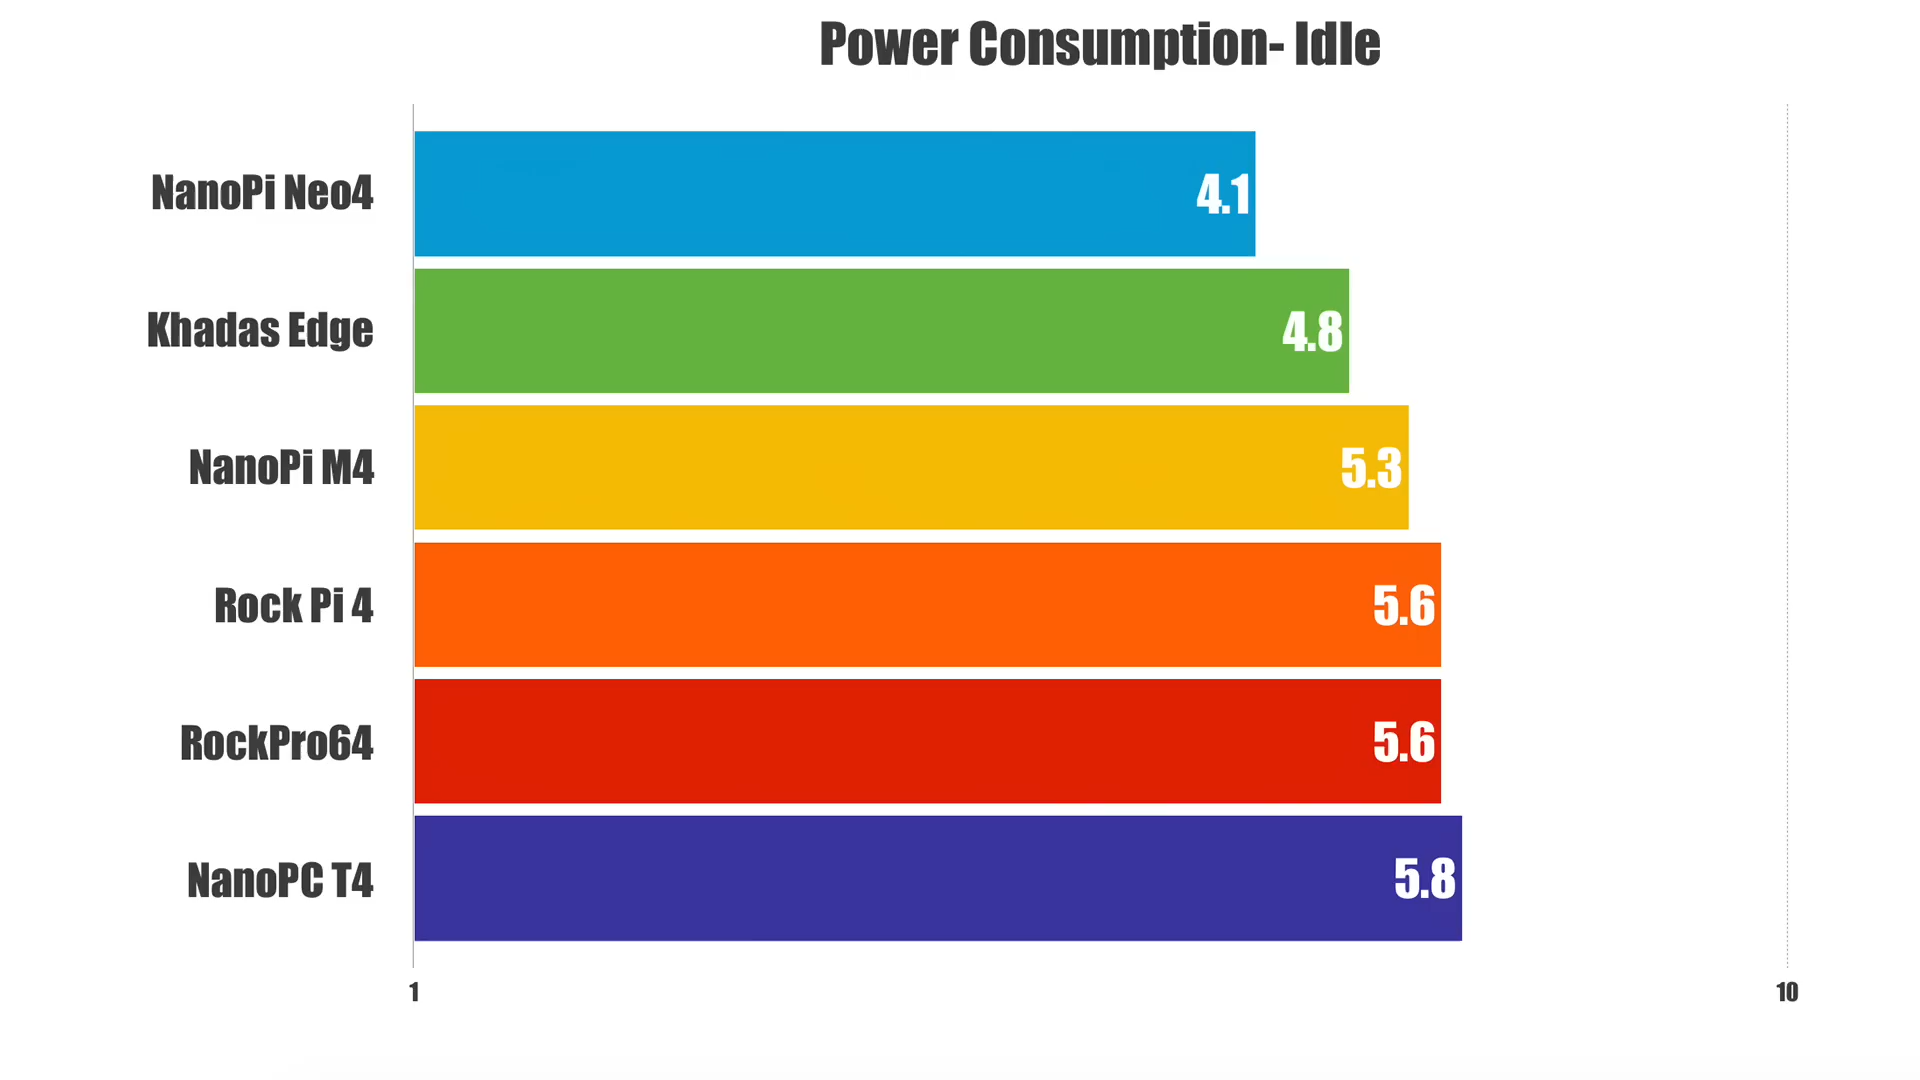 Power Consumption- Idle
NanoPi Neo4 4.1
Khadas Edge 4.8
NanoPi M4 5.3
Rock Pi 4 5.6
RockPro64 5.6
NanoPC T4 5.8
1 10